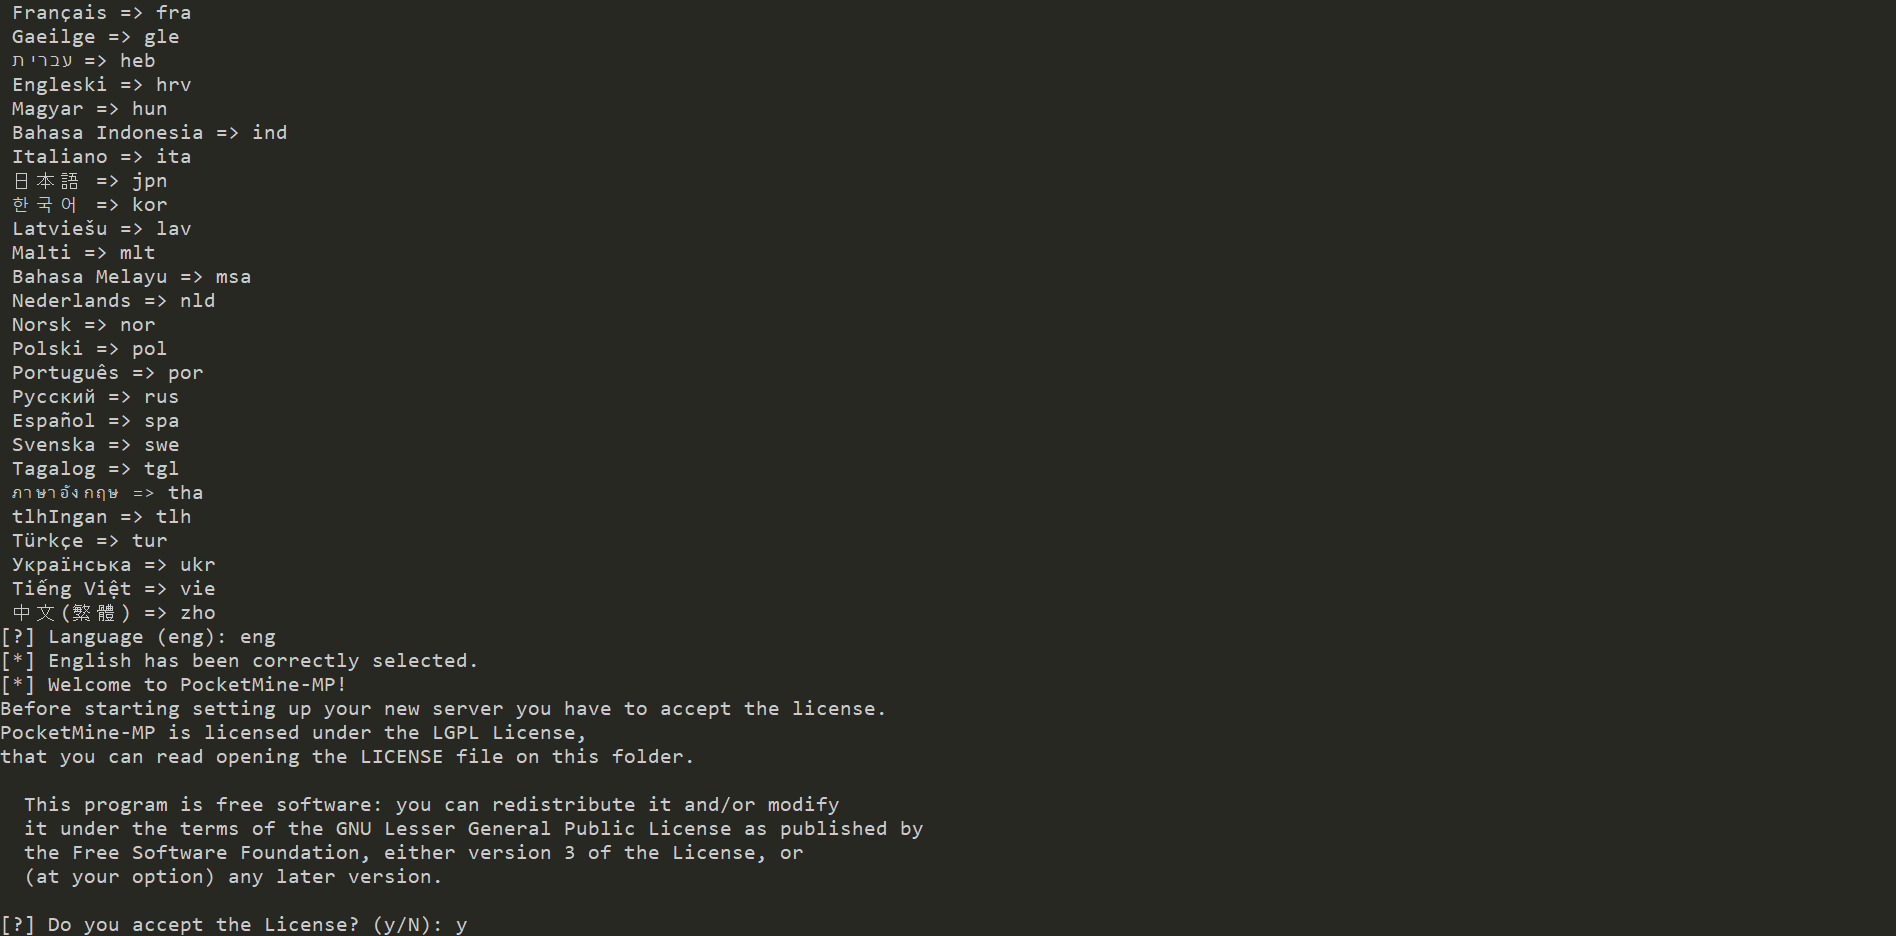 Français => fra
Gaeilge => gle
עברית => heb
Engleski => hrv
Magyar => hun
Bahasa Indonesia => ind
Italiano => ita
日本語 => jpn
한국어 => kor
Latviešu => lav
Malti => mlt
Bahasa Melayu => msa
Nederlands => nld
Norsk => nor
Polski => pol
Português => por
Русский => rus
Español => spa
Svenska => swe
Tagalog => tgl
ภาษาอังกฤษ => tha
tlhIngan => tlh
Türkçe => tur
Українська => ukr
Tiếng Việt => vie
中文(繁體) => zho
[?] Language (eng): eng
[*] English has been correctly selected.
[*] Welcome to PocketMine-MP!
Before starting setting up your new server you have to accept the license.
PocketMine-MP is licensed under the LGPL License,
that you can read opening the LICENSE file on this folder.
This program is free software: you can redistribute it and/or modify
it under the terms of the GNU Lesser General Public License as published by
the Free Software Foundation, either version 3 of the License, or
(at your option) any later version.
[?] Do you accept the License? (y/N): y